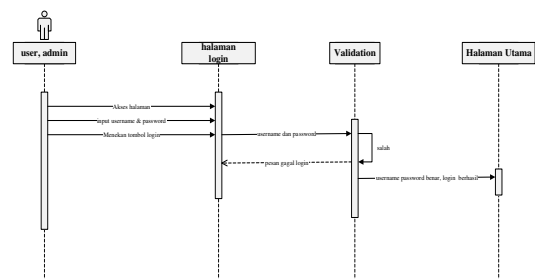 user, admin
halaman
login
Validation
Halaman Utama
Akses halaman
input username & password
Menekan tombol login
username dan password
salah
pesan gagal login
username password benar, login berhasil